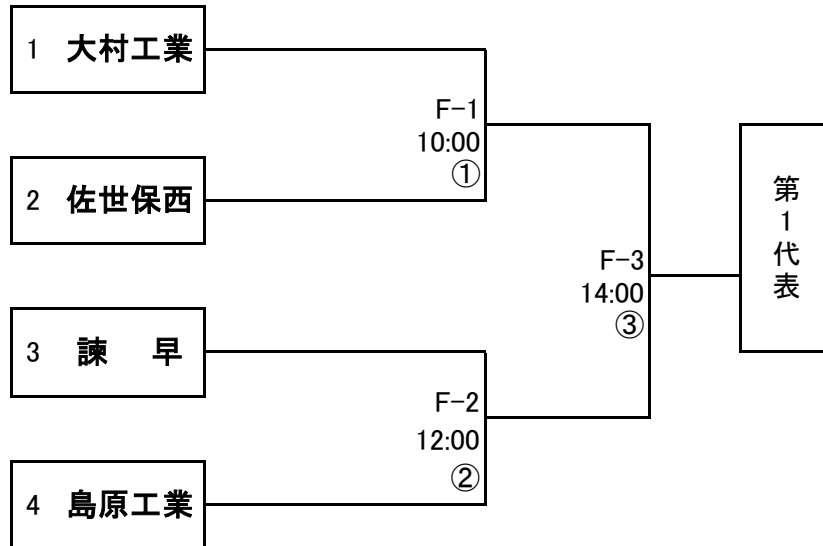 1 大村工業
F-1
10:00
①
2 佐世保西
F-3
14:00
③
第1代表
3 諫 早
F-2
12:00
②
4 島原工業